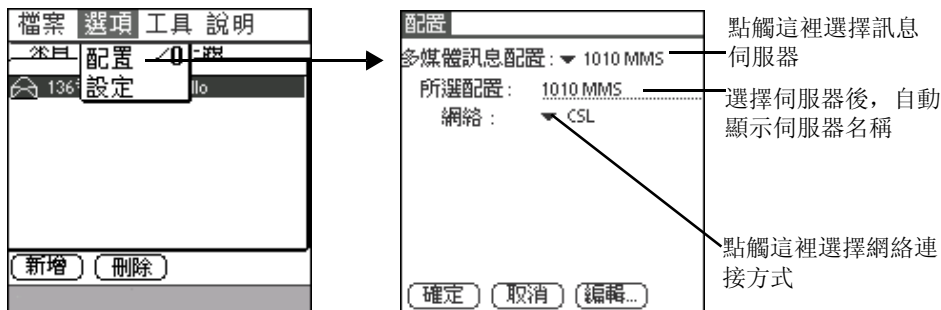 檔案 選項 工具 說明
配置 ／O
設定
136
llo
新增 刪除
配置
多媒體訊息配置：▼ 1010 MMS
所選配置： 1010 MMS
網絡： ▼ CSL
確定 取消 編輯...
點觸這裡選擇訊息
伺服器
選擇伺服器後，自動
顯示伺服器名稱
點觸這裡選擇網絡連
接方式